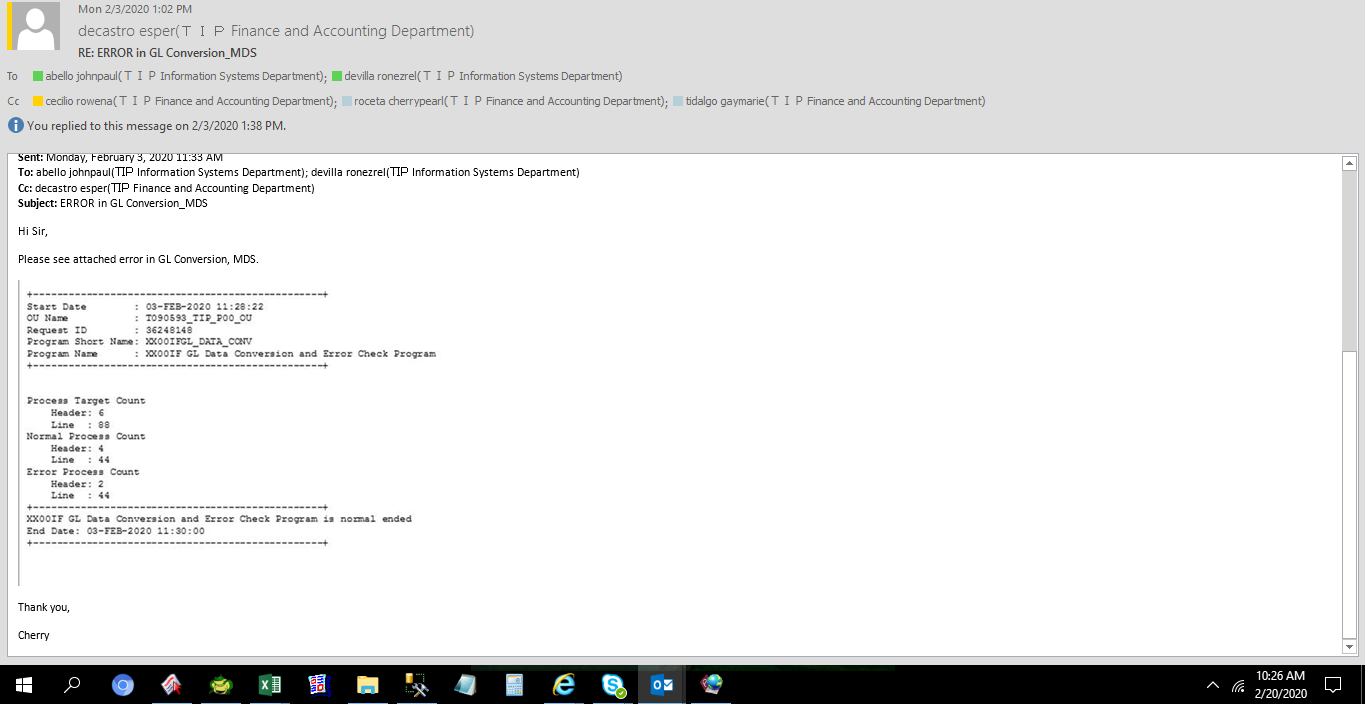 Mon 2/3/2020 1:02 PM
decastro esper(ＴＩＰ Finance and Accounting Department)
RE: ERROR in GL Conversion_MDS
To abello johnpaul(ＴＩＰ Information Systems Department); devilla ronezrel(ＴＩＰ Information Systems Department)
Cc cecilio rowena(ＴＩＰ Finance and Accounting Department); roceta cherrypearl(ＴＩＰ Finance and Accounting Department); tidalgo gaymarie(ＴＩＰ Finance and Accounting Department)
You replied to this message on 2/3/2020 1:38 PM.
Sent: Monday, February 3, 2020 11:33 AM
To: abello johnpaul(TIP Information Systems Department); devilla ronezrel(TIP Information Systems Department)
Cc: decastro esper(TIP Finance and Accounting Department)
Subject: ERROR in GL Conversion_MDS
Hi Sir,
Please see attached error in GL Conversion, MDS.
+-------------------------------------------------+
Start Date : 03-FEB-2020 11:28:22
OU Name : T090593_TIP_P00_OU
Request ID : 36248148
Program Short Name: XX00IFGL_DATA_CONV
Program Name : XX00IF GL Data Conversion and Error Check Program
+-------------------------------------------------+
Process Target Count
Header: 6
Line : 88
Normal Process Count
Header: 4
Line : 44
Error Process Count
Header: 2
Line : 44
+-------------------------------------------------+
XX00IF GL Data Conversion and Error Check Program is normal ended
End Date: 03-FEB-2020 11:30:00
+-------------------------------------------------+
Thank you,
Cherry
10:26 AM
2/20/2020